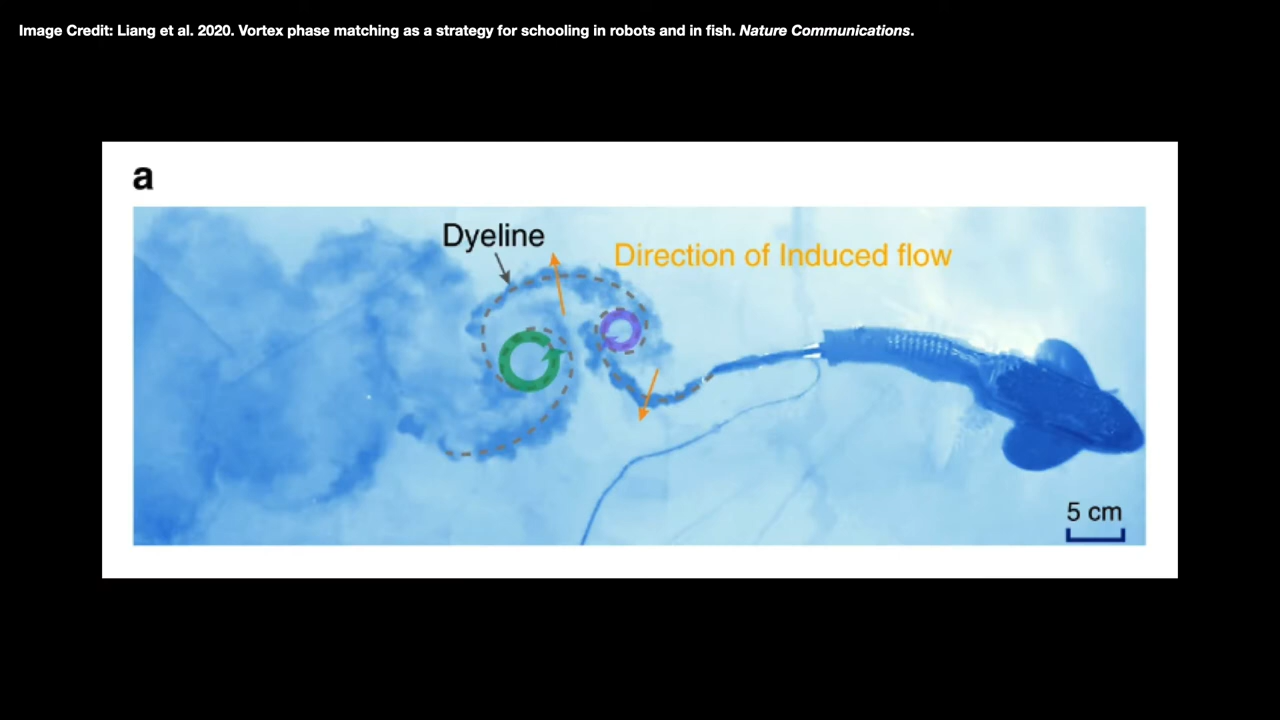 Image Credit: Liang et al. 2020. Vortex phase matching as a strategy for schooling in robots and in fish. Nature Communications.
a
Dyeline
Direction of Induced flow
5 cm